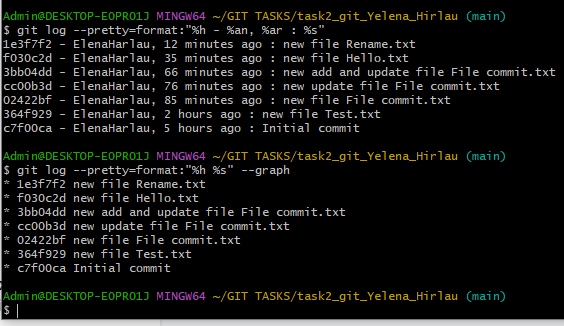 Admin@DESKTOP-EOPRO1J MINGW64 ~/GIT TASKS/task2_git_Yelena_Hirlau (main)
$ git log --pretty=format:"%h - %an, %ar : %s"
1e3f7f2 - ElenaHarlau, 12 minutes ago : new file Rename.txt
f030c2d - ElenaHarlau, 35 minutes ago : new file Hello.txt
3bb04dd - ElenaHarlau, 66 minutes ago : new add and update file File commit.txt
cc00b3d - ElenaHarlau, 76 minutes ago : new update file File commit.txt
02422bf - ElenaHarlau, 85 minutes ago : new file File commit.txt
364f929 - ElenaHarlau, 2 hours ago : new file Test.txt
c7f00ca - ElenaHarlau, 5 hours ago : Initial commit
Admin@DESKTOP-EOPRO1J MINGW64 ~/GIT TASKS/task2_git_Yelena_Hirlau (main)
$ git log --pretty=format:"%h %s" --graph
* 1e3f7f2 new file Rename.txt
* f030c2d new file Hello.txt
* 3bb04dd new add and update file File commit.txt
* cc00b3d new update file File commit.txt
* 02422bf new file File commit.txt
* 364f929 new file Test.txt
* c7f00ca Initial commit
Admin@DESKTOP-EOPRO1J MINGW64 ~/GIT TASKS/task2_git_Yelena_Hirlau (main)
$